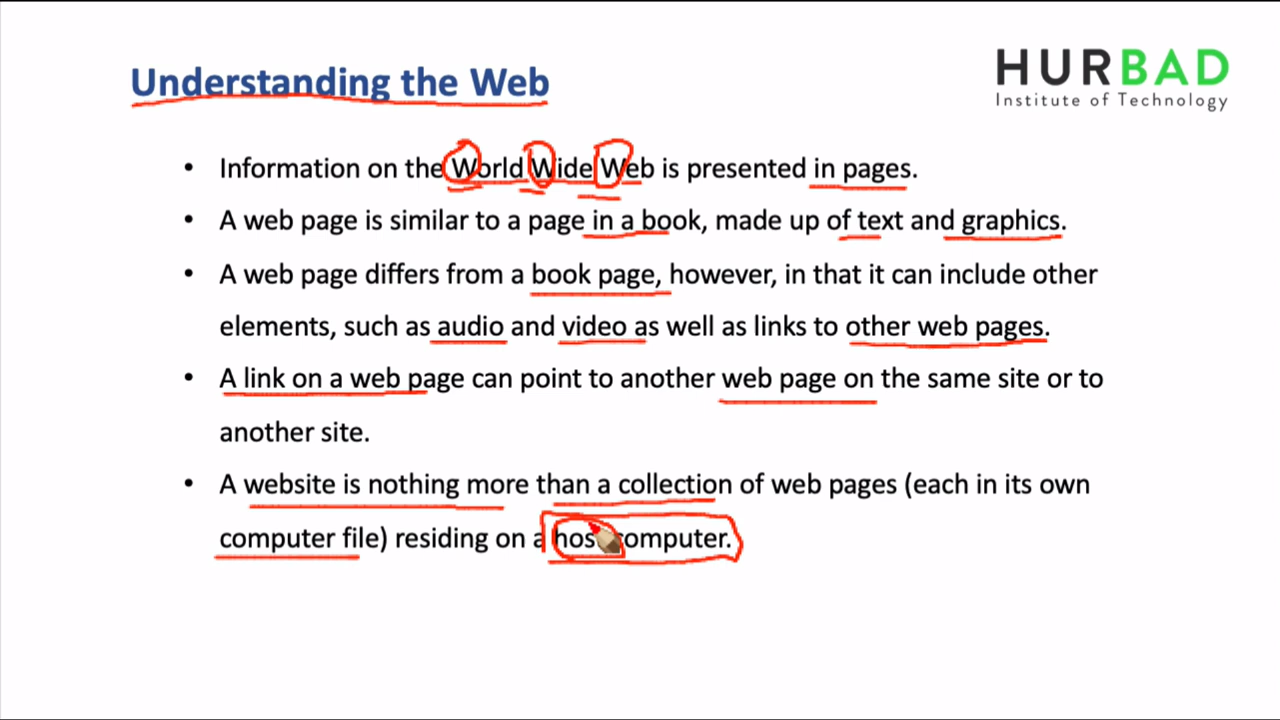 Understanding the Web
HURBAD
Institute of Technology
• Information on the World Wide Web is presented in pages.
• A web page is similar to a page in a book, made up of text and graphics.
• A web page differs from a book page, however, in that it can include other
elements, such as audio and video as well as links to other web pages.
• A link on a web page can point to another web page on the same site or to
another site.
• A website is nothing more than a collection of web pages (each in its own
computer file) residing on a host computer.